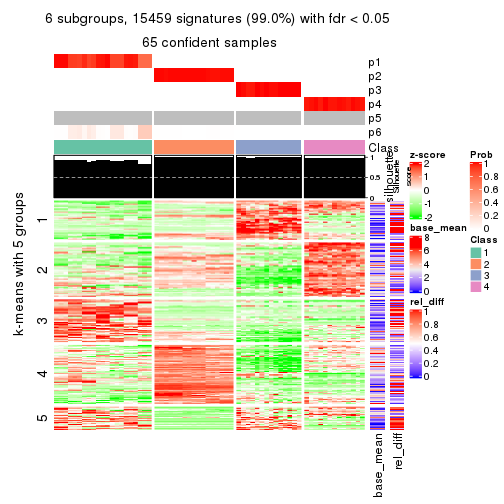 6 subgroups, 15459 signatures (99.0%) with fdr < 0.05
65 confident samples
p1
p2
p3
p4
p5
p6
Class
1
0.5
0
silhouette
Silhouette
score
k-means with 5 groups
1
2
3
4
5
base_mean
rel_diff
z-score
2
1
0
-1
-2
base_mean
8
6
4
2
0
rel_diff
1
0.8
0.6
0.4
0.2
0
Prob
1
0.8
0.6
0.4
0.2
0
Class
1
2
3
4